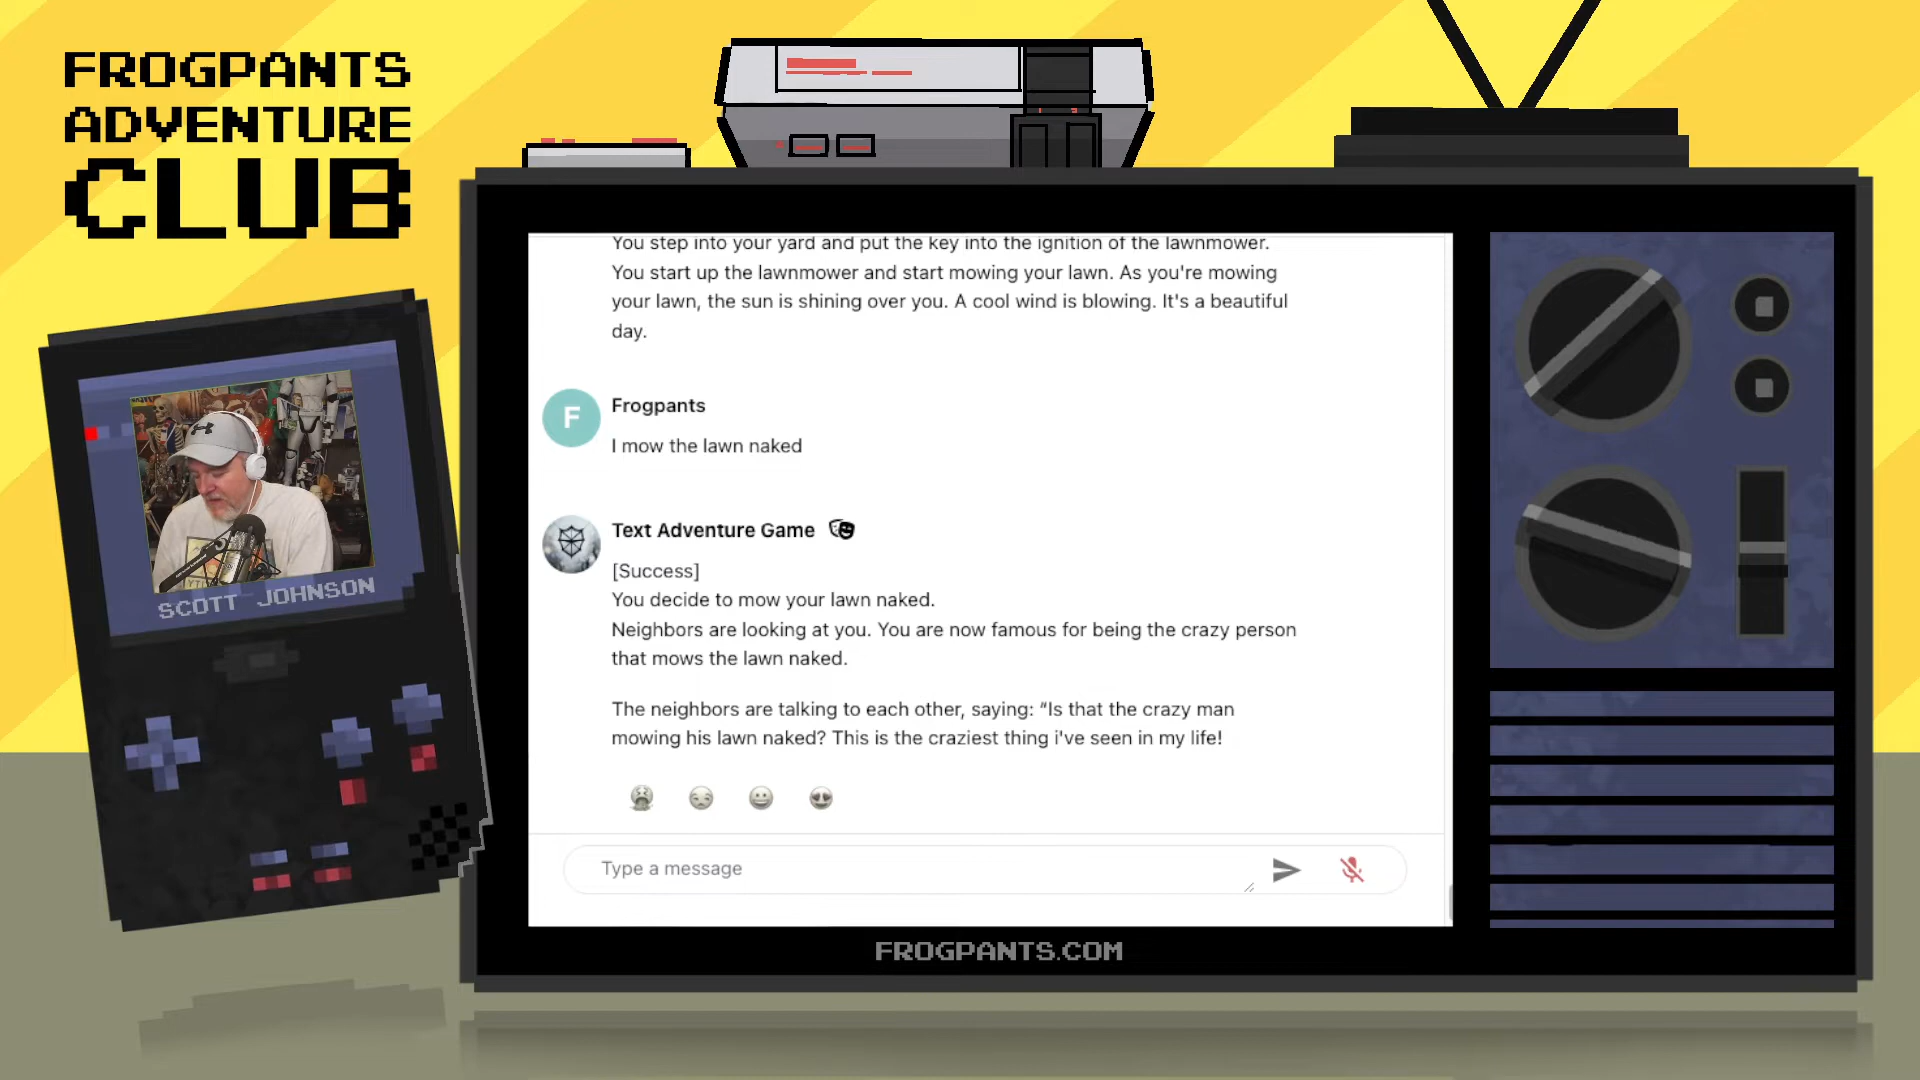 FROGPANTS
ADVENTURE
CLUB
You step into your yard and put the key into the ignition of the lawnmower.
You start up the lawnmower and start mowing your lawn. As you're mowing
your lawn, the sun is shining over you. A cool wind is blowing. It's a beautiful
day.
F
Frogpants
I mow the lawn naked
Text Adventure Game
[Success]
You decide to mow your lawn naked.
Neighbors are looking at you. You are now famous for being the crazy person
that mows the lawn naked.
The neighbors are talking to each other, saying: “Is that the crazy man
mowing his lawn naked? This is the craziest thing i've seen in my life!
Type a message
SCOTT JOHNSON
FROGPANTS.COM